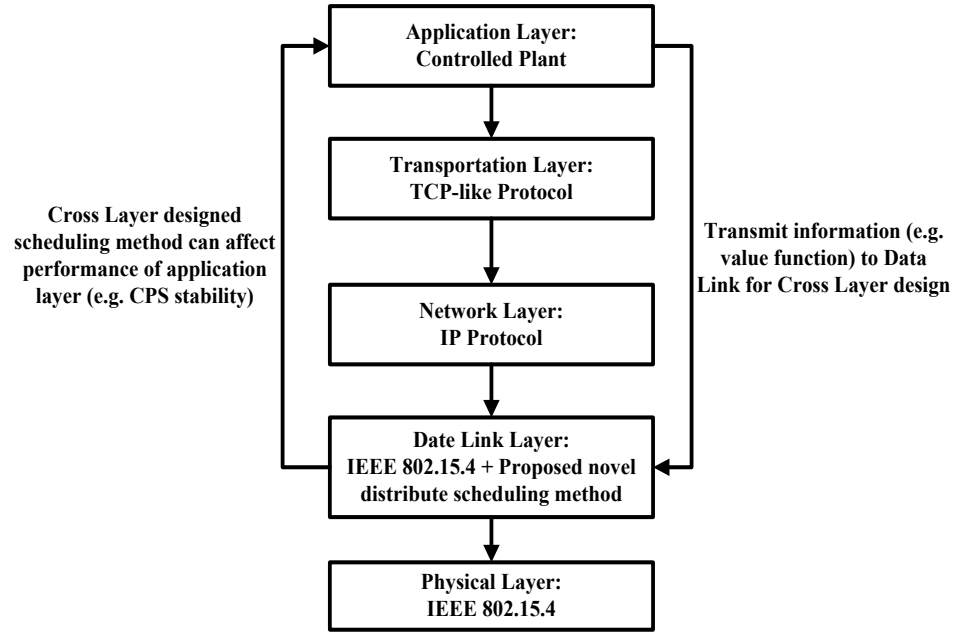 Application Layer:
Controlled Plant
Transportation Layer:
TCP-like Protocol
Cross Layer designed
scheduling method can affect
performance of application
layer (e.g. CPS stability)
Transmit information (e.g.
value function) to Data
Link for Cross Layer design
Network Layer:
IP Protocol
Date Link Layer:
IEEE 802.15.4 + Proposed novel
distribute scheduling method
Physical Layer:
IEEE 802.15.4